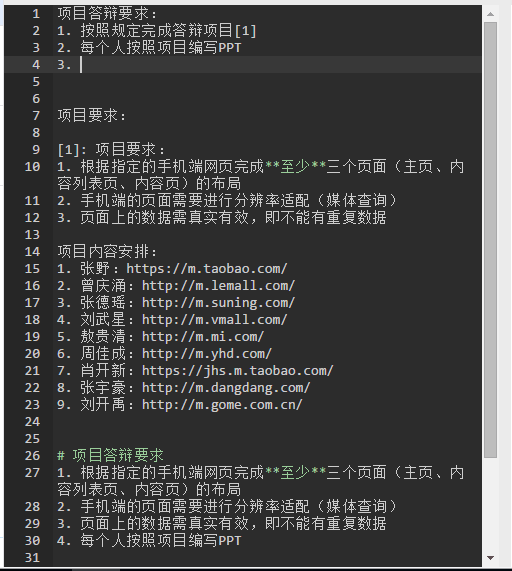 1 项目答辩要求:
2 1. 按照规定完成答辩项目[1]
3 2. 每个人按照项目编写PPT
4 3.
5
6
7 项目要求:
8
9 [1]: 项目要求:
10 1. 根据指定的手机端网页完成**至少**三个页面（主页、内
容列表页、内容页）的布局
11 2. 手机端的页面需要进行分辨率适配（媒体查询）
12 3. 页面上的数据需真实有效，即不能有重复数据
13
14 项目内容安排:
15 1. 张野：https://m.taobao.com/
16 2. 曾庆涌：http://m.lemall.com/
17 3. 张德瑶：http://m.suning.com/
18 4. 刘武星：http://m.vmall.com/
19 5. 敖贵清：http://m.mi.com/
20 6. 周佳成：http://m.yhd.com/
21 7. 肖开新：https://jhs.m.taobao.com/
22 8. 张宇豪：http://m.dangdang.com/
23 9. 刘开禹：http://m.gome.com.cn/
24
25
26 # 项目答辩要求
27 1. 根据指定的手机端网页完成**至少**三个页面（主页、内
容列表页、内容页）的布局
28 2. 手机端的页面需要进行分辨率适配（媒体查询）
29 3. 页面上的数据需真实有效，即不能有重复数据
30 4. 每个人按照项目编写PPT
31